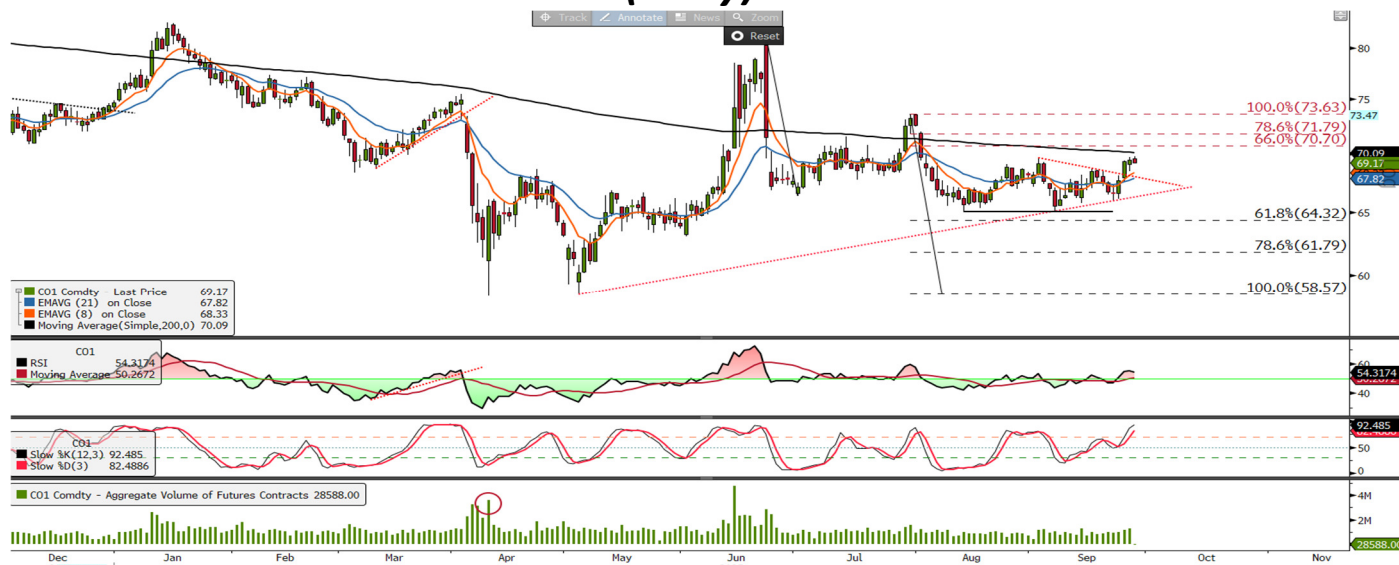 Track Annotate News Zoom
Reset
80
75
73.47
70.09
69.17
67.82
65
60
100.0%(73.63)
78.6%(71.79)
66.0%(70.70)
61.8%(64.32)
78.6%(61.79)
100.0%(58.57)
CO1 Comdty - Last Price 69.17
EMAVG (21) on Close 67.82
EMAVG (8) on Close 68.33
Moving Average(Simple,200,0) 70.09
CO1
RSI 54.3174
Moving Average 50.2672
60
54.3174
40
CO1
Slow %K(12,3) 92.485
Slow %D(3) 82.4886
92.485
50
0
CO1 Comdty - Aggregate Volume of Futures Contracts 28588.00
4M
2M
28588.00
Dec Jan Feb Mar Apr May Jun Jul Aug Sep Oct Nov